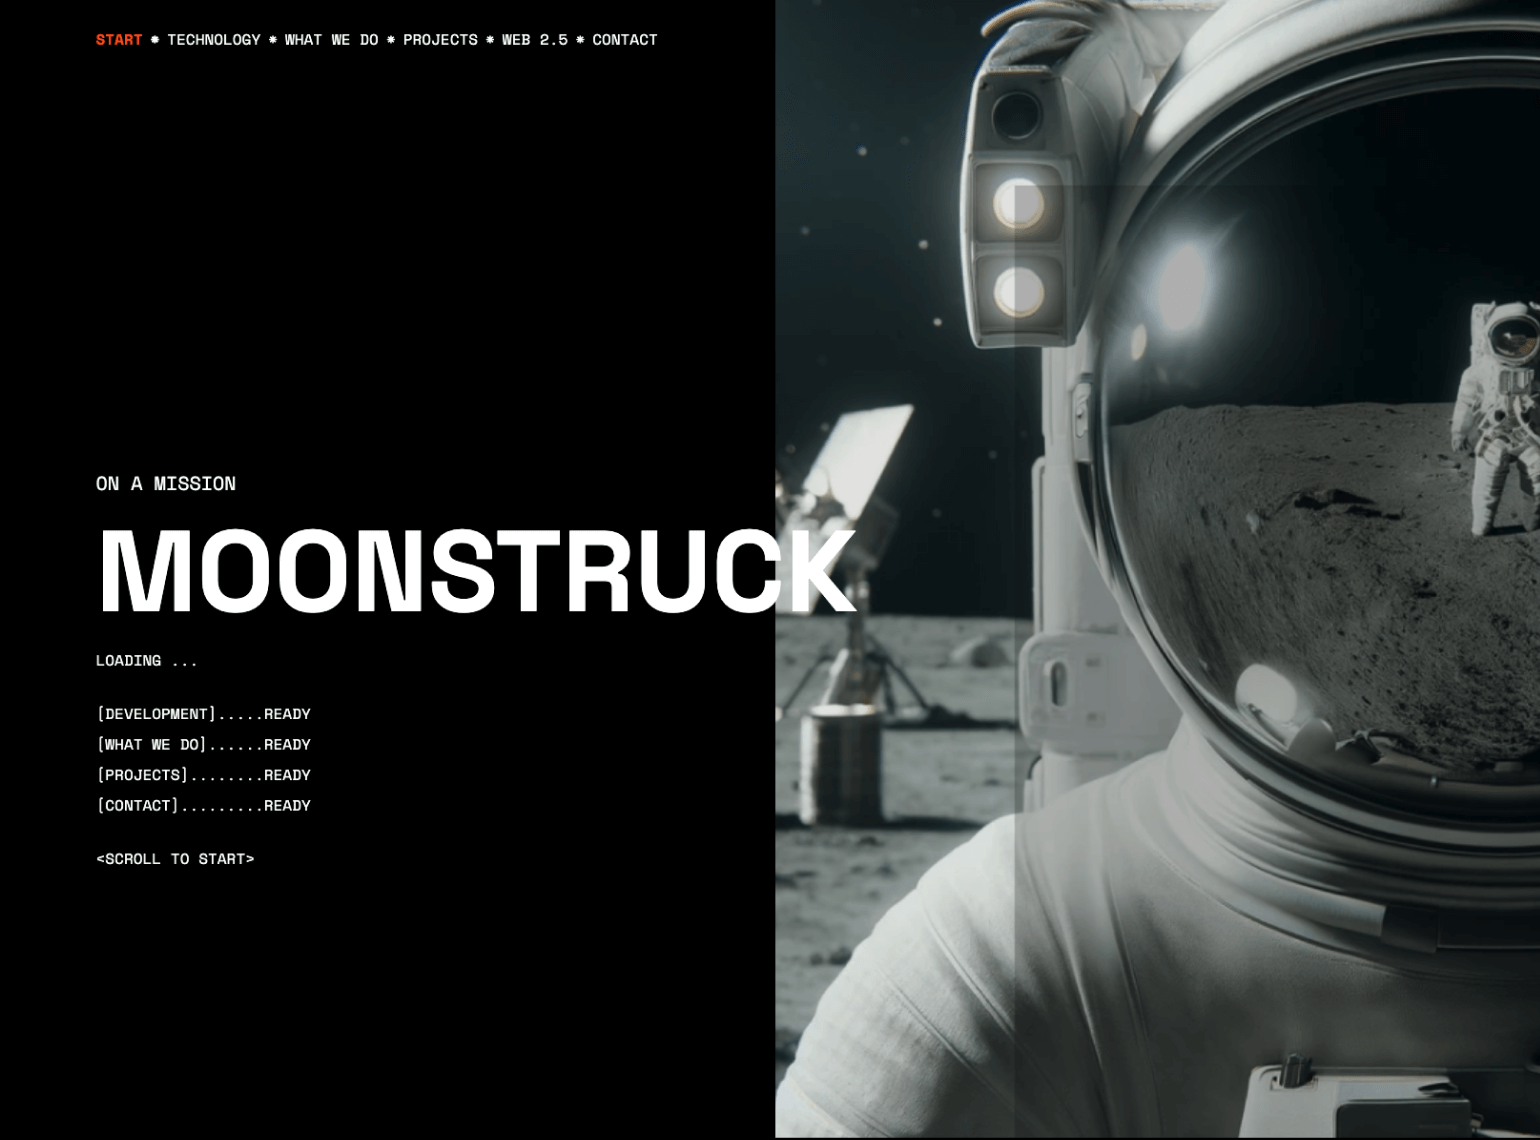 START * TECHNOLOGY * WHAT WE DO * PROJECTS * WEB 2.5 * CONTACT
ON A MISSION
MOONSTRUCK
LOADING ...
[DEVELOPMENT].....READY
[WHAT WE DO]......READY
[PROJECTS]........READY
[CONTACT].........READY
<SCROLL TO START>